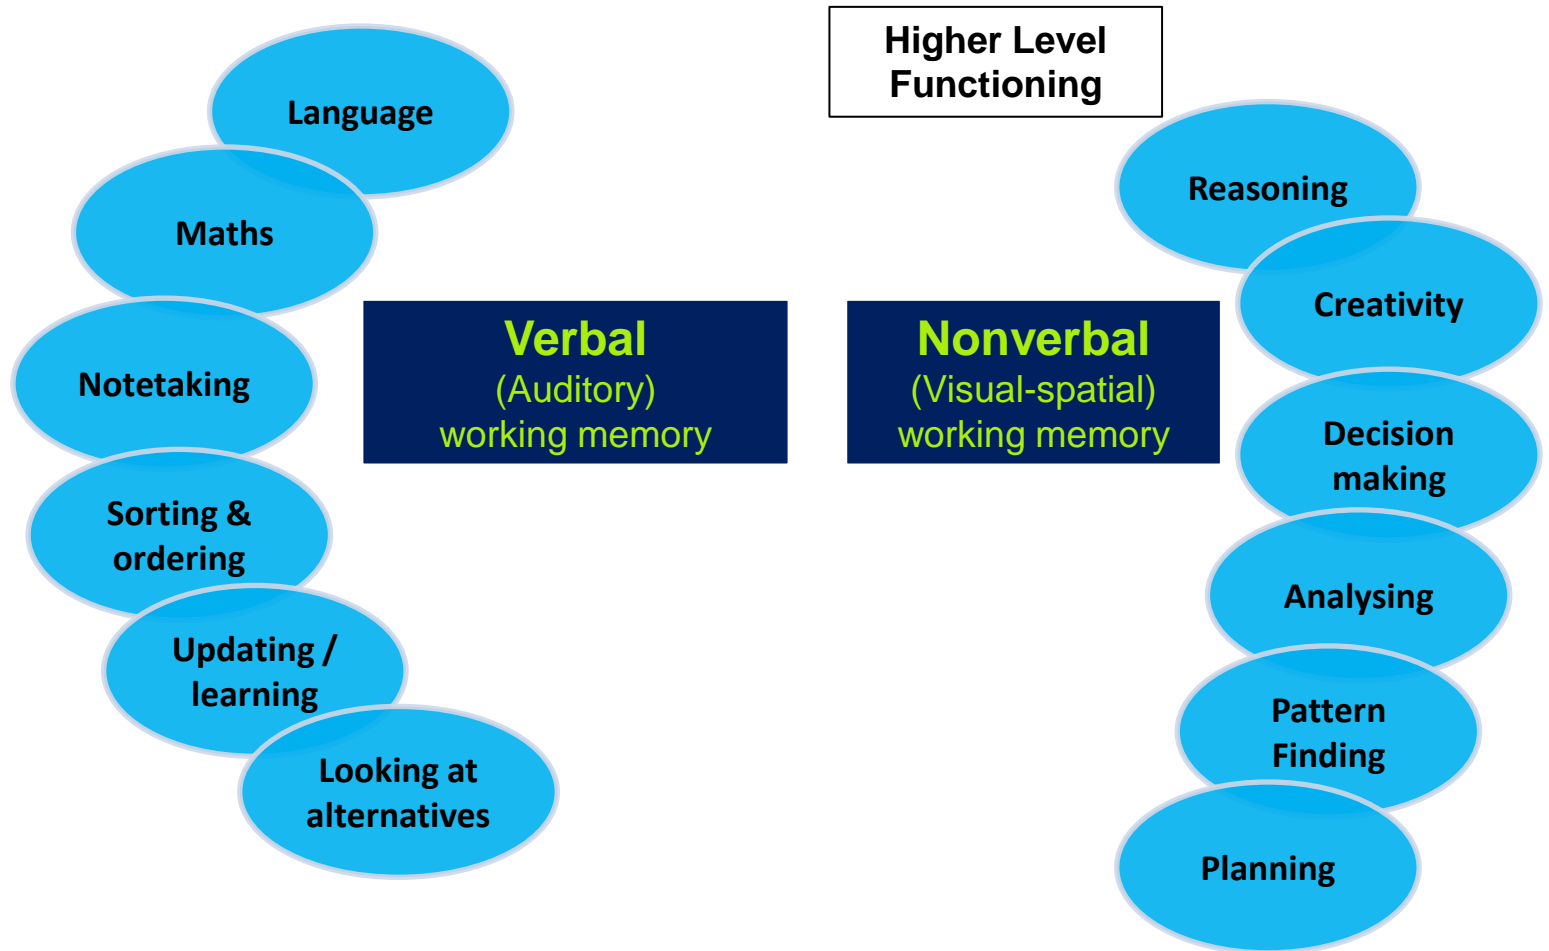 Higher Level
Functioning
Language
Maths
Notetaking
Sorting &
ordering
Updating /
learning
Looking at
alternatives
Verbal
(Auditory)
working memory
Nonverbal
(Visual-spatial)
working memory
Reasoning
Creativity
Decision
making
Analysing
Pattern
Finding
Planning